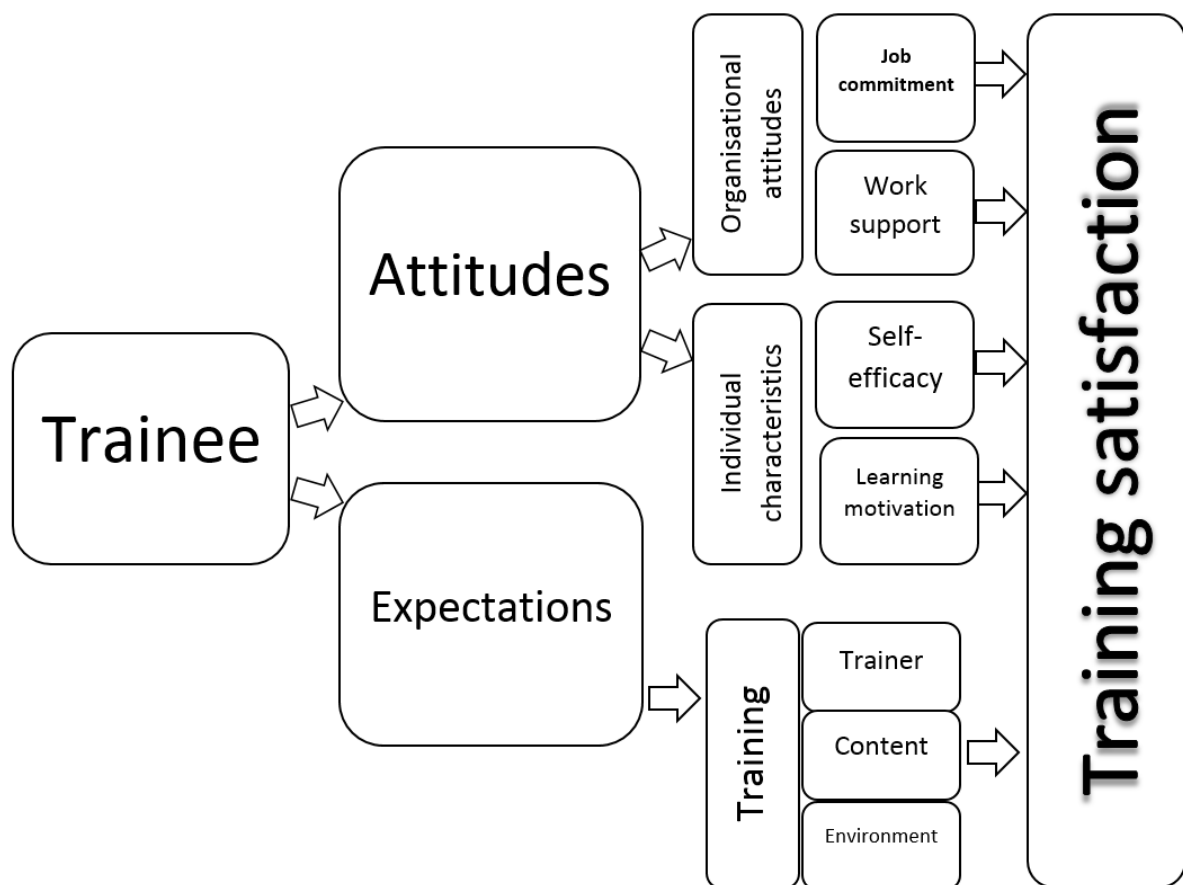 Trainee
Attitudes
Expectations
Organisational
attitudes
Individual
characteristics
Training
Job
commitment
Work
support
Self-
efficacy
Learning
motivation
Trainer
Content
Environment
Training satisfaction